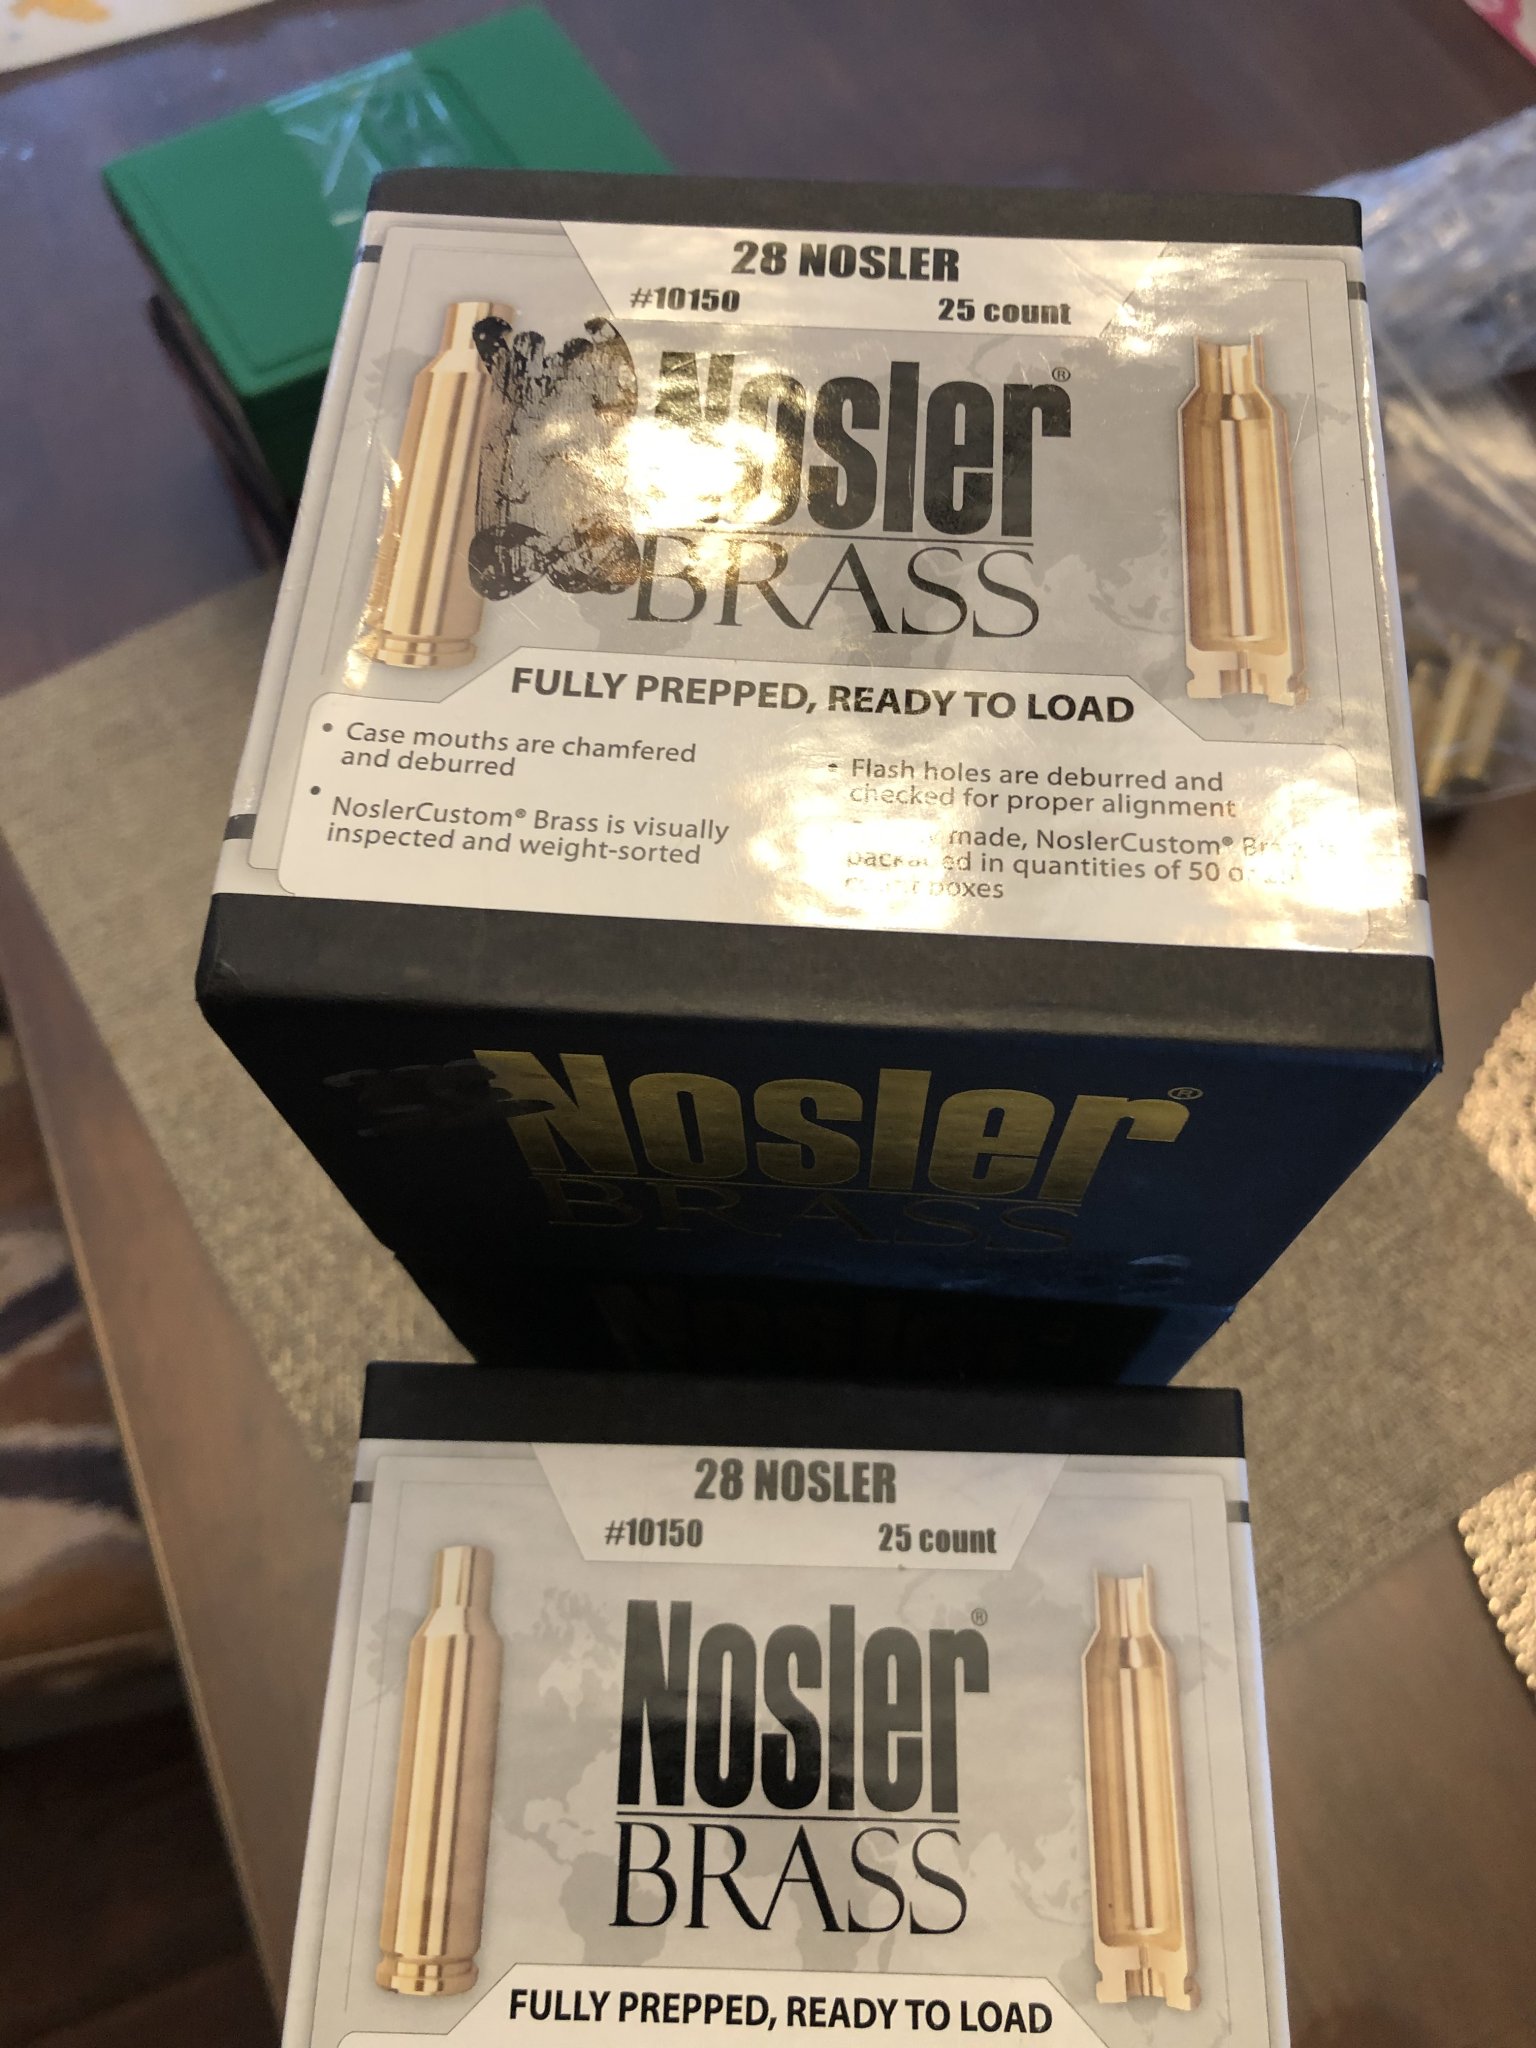 28 NOSLER
#10150 25 count
Nosler®
BRASS
FULLY PREPPED, READY TO LOAD
• Case mouths are chamfered
and deburred
• NoslerCustom® Brass is visually
inspected and weight-sorted
• Flash holes are deburred and
checked for proper alignment
made, NoslerCustom®
in quantities of 50
boxes
Nosler®
BRASS
28 NOSLER
#10150 25 count
Nosler®
BRASS
FULLY PREPPED, READY TO LOAD